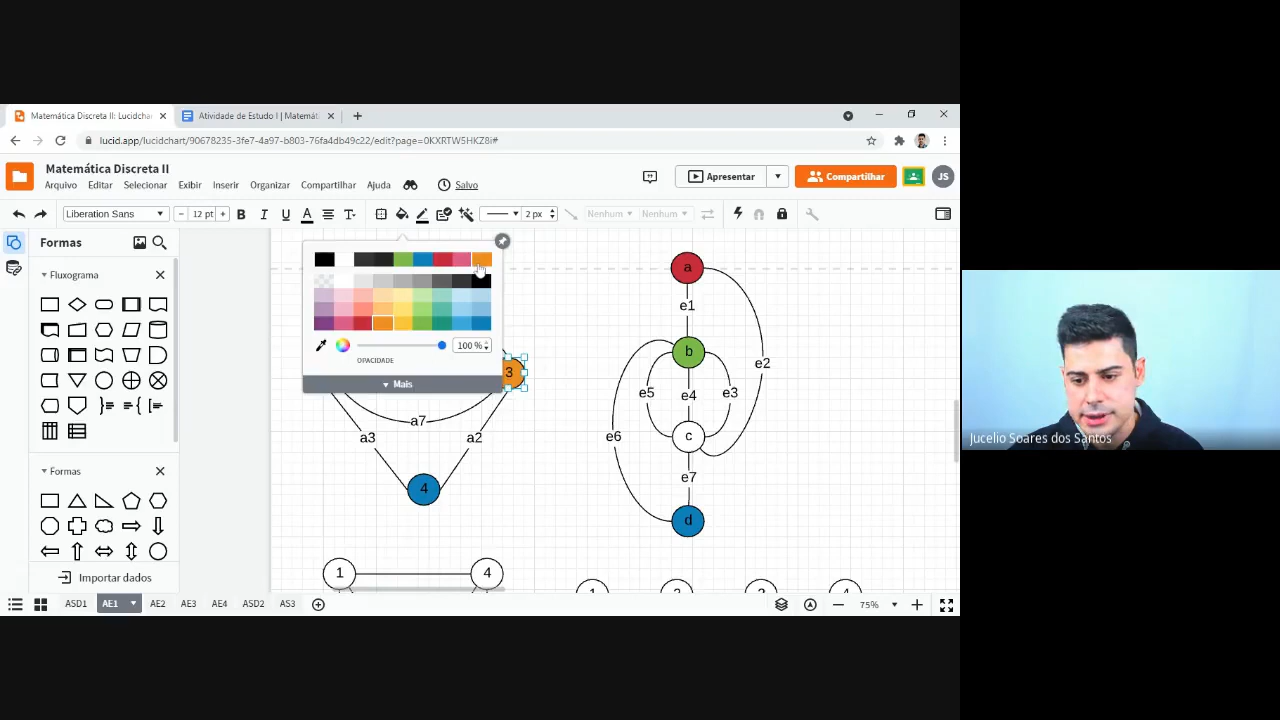 Matemática Discreta II: Lucidchart
Atividade de Estudo I | Matemáti
lucid.app/lucidchart/90678235-3fe7-4a97-b803-76fa4db49c22/edit?page=0KXRTW5HKZ8i#
Matemática Discreta II
Arquivo Editar Selecionar Exibir Inserir Organizar Compartilhar Ajuda Salvo
Apresentar
Compartilhar
JS
Liberation Sans
12 pt
B I U A T
2 px
Nenhum
Nenhum
Formas
Fluxograma
Formas
Importar dados
100 %
OPACIDADE
Mais
3
a7
a3
a2
4
a
e1
b
e2
e5
e4
e3
e6
c
e7
d
1
4
ASD1 AE1 AE2 AE3 AE4 ASD2 AS3
75%
Jucelio Soares dos Santos